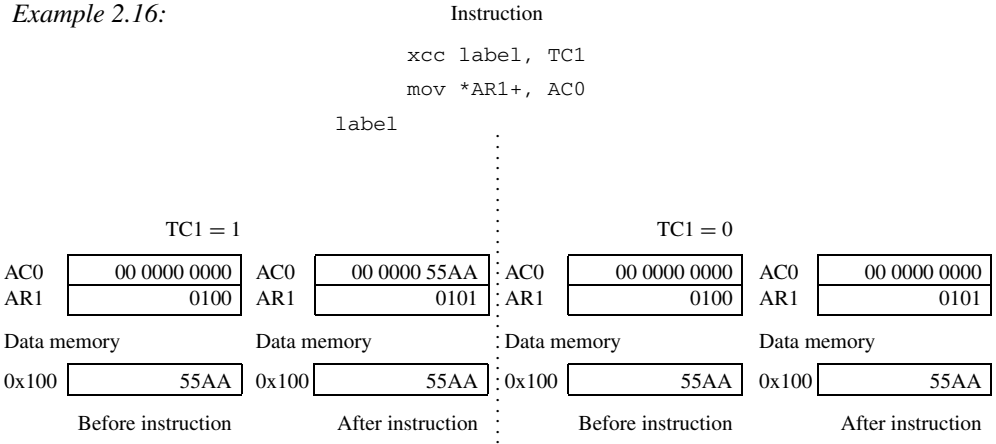 Example 2.16:
Instruction
xcc label, TC1
mov *AR1+, AC0
label
TC1 = 1
TC1 = 0
AC0 00 0000 0000 AC0 00 0000 55AA AC0 00 0000 0000 AC0 00 0000 0000
AR1 0100 AR1 0101 AR1 0100 AR1 0101
Data memory Data memory Data memory Data memory
0x100 55AA 0x100 55AA 0x100 55AA 0x100 55AA
Before instruction After instruction Before instruction After instruction